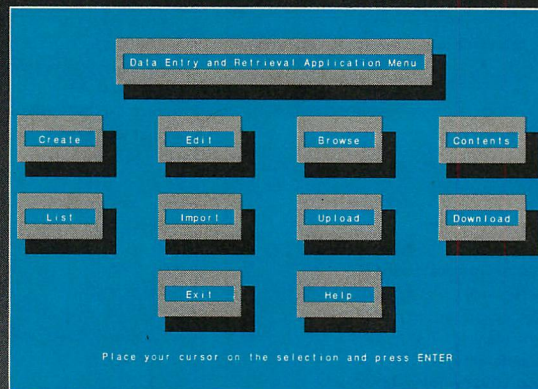 Data Entry and Retrieval Application Menu
Create Edit Browse Contents
List Import Upload Download
Exit Help
Place your cursor on the selection and press ENTER